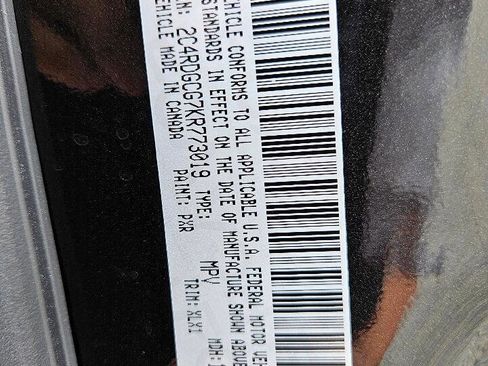 VEHICLE CONFORMS TO ALL APPLICABLE U.S.A. FEDERAL MOTOR
STANDARDS IN EFFECT ON THE DATE OF MANUFACTURE SHOWN ABOVE
MDH:
2C4RDGCG7KR773019 TYPE: MPV
VEHICLE MADE IN CANADA PAINT: PXR TRIM: XLX1